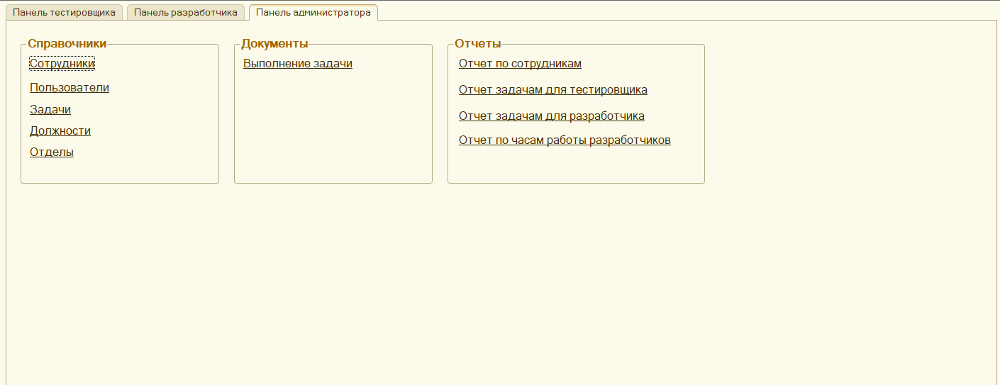 Панель тестировщика
Панель разработчика
Панель администратора
Справочники
Сотрудники
Пользователи
Задачи
Должности
Отделы
Документы
Выполнение задачи
Отчеты
Отчет по сотрудникам
Отчет задачам для тестировщика
Отчет задачам для разработчика
Отчет по часам работы разработчиков